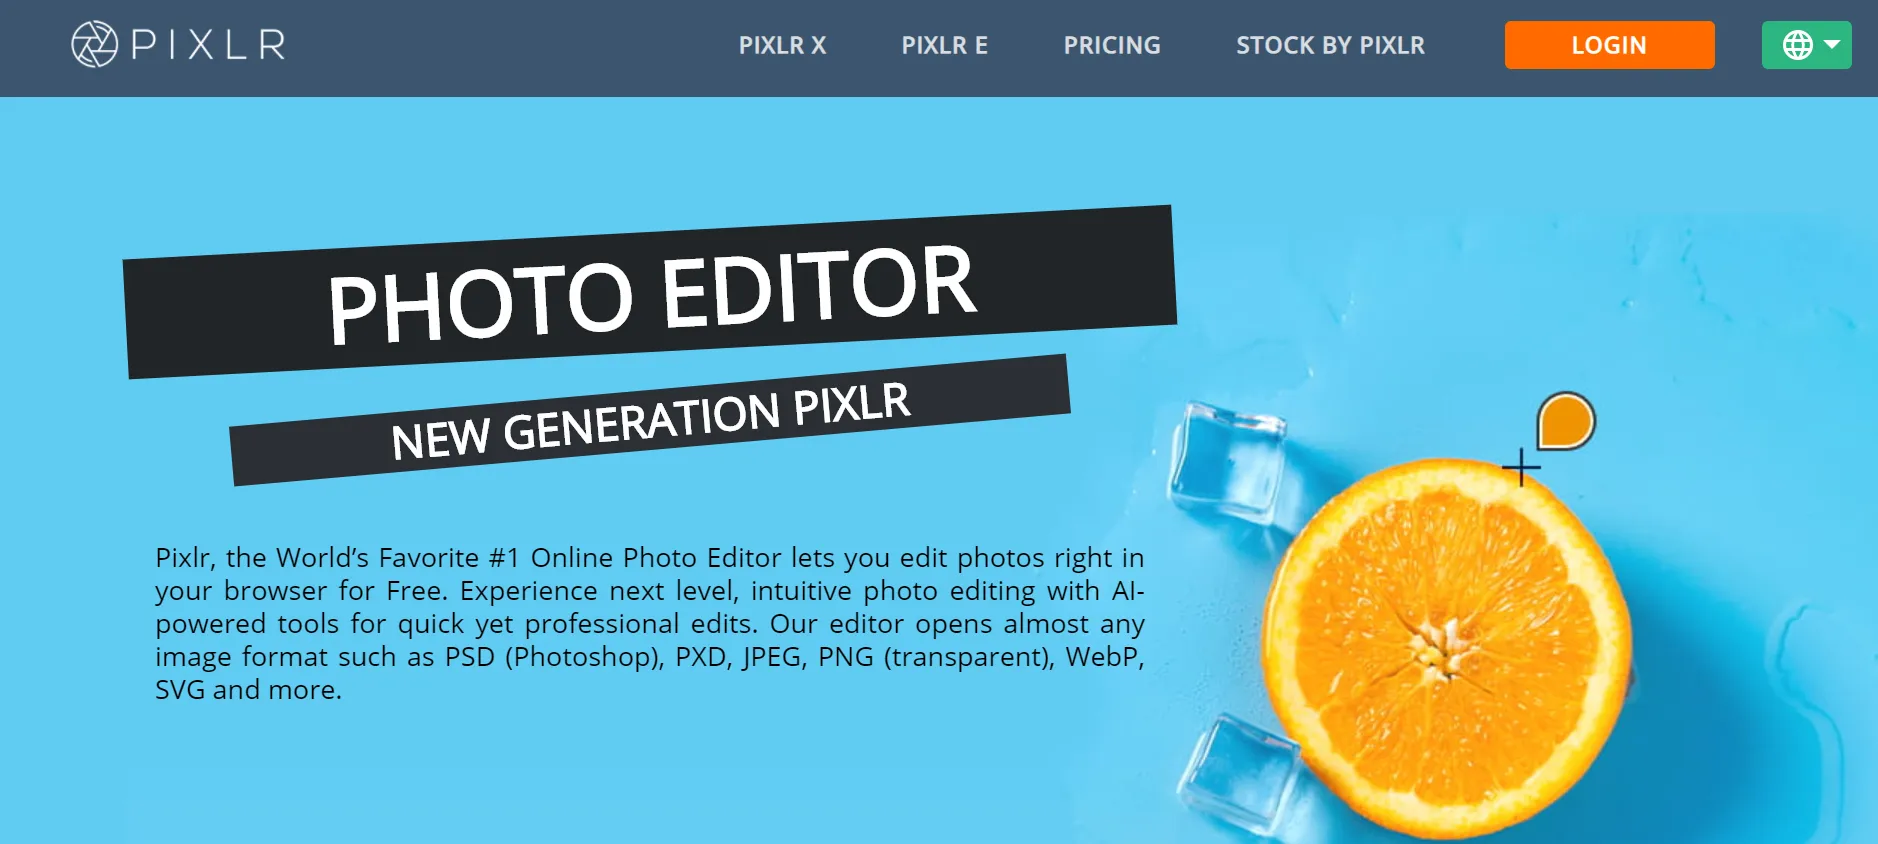 PIXLR
PIXLR X
PIXLR E
PRICING
STOCK BY PIXLR
LOGIN
PHOTO EDITOR
NEW GENERATION PIXLR
Pixlr, the World’s Favorite #1 Online Photo Editor lets you edit photos right in
your browser for Free. Experience next level, intuitive photo editing with AI-
powered tools for quick yet professional edits. Our editor opens almost any
image format such as PSD (Photoshop), PXD, JPEG, PNG (transparent), WebP,
SVG and more.